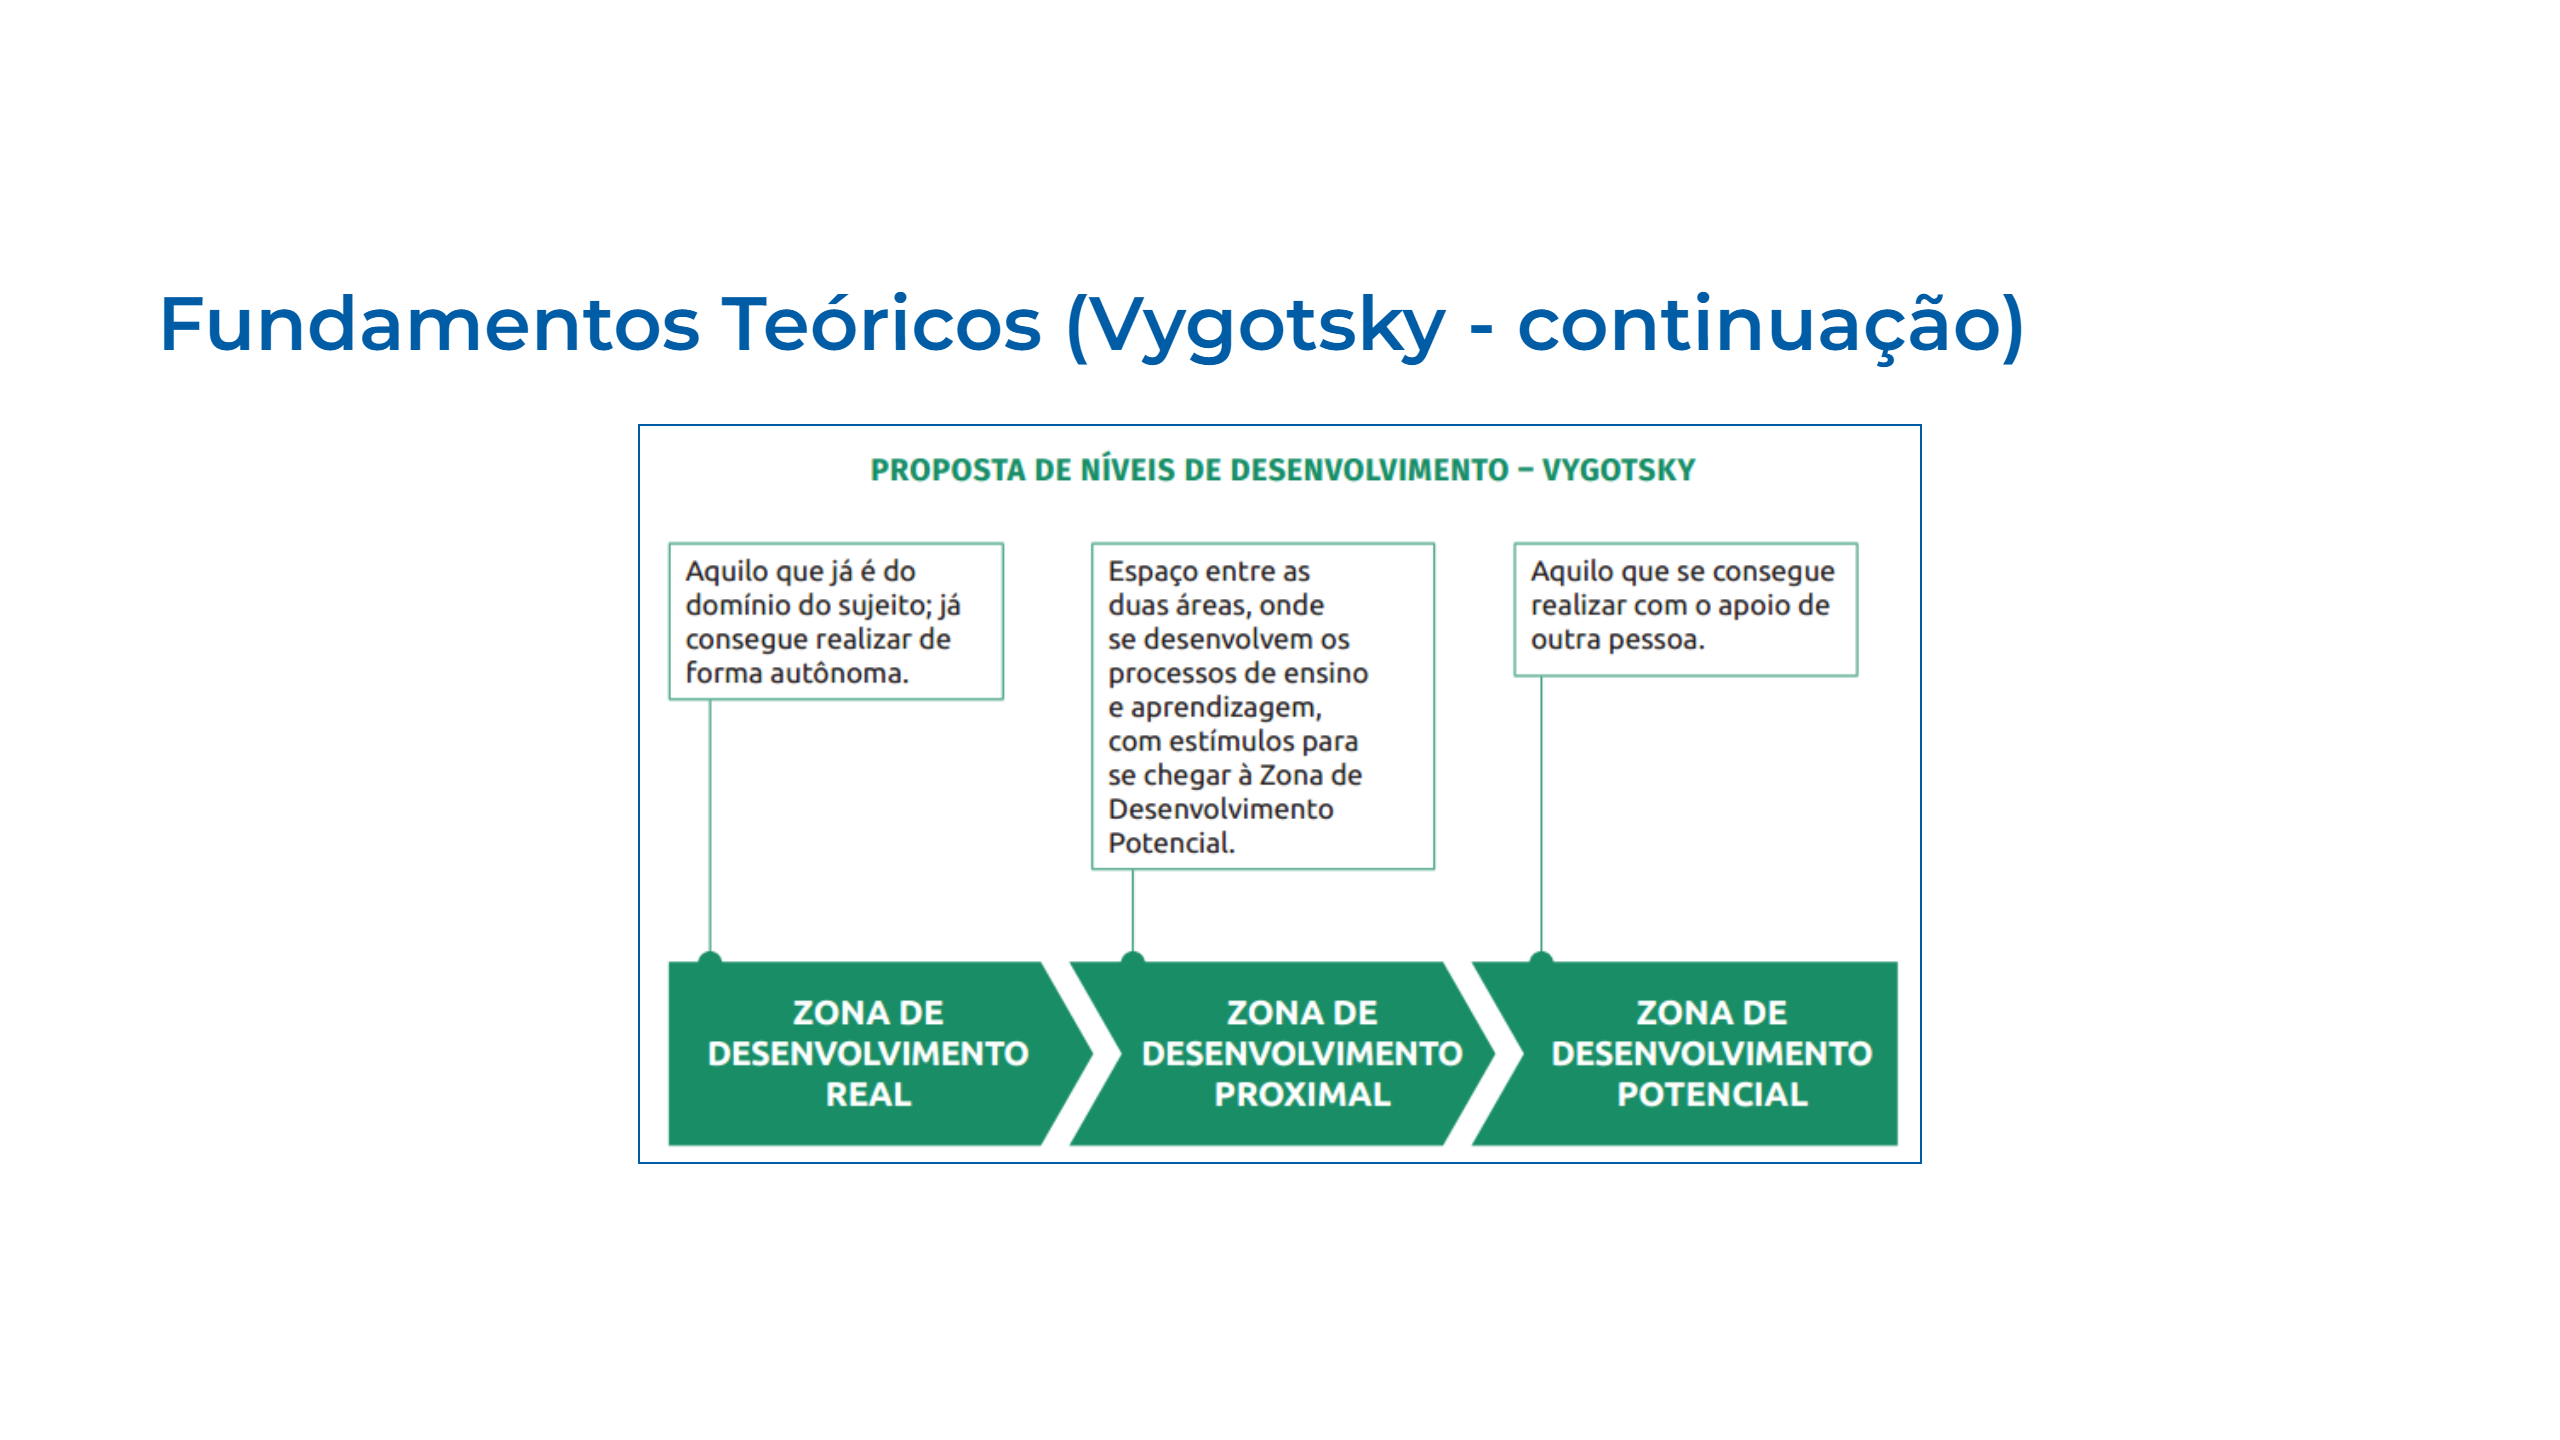 Fundamentos Teóricos (Vygotsky - continuação)
PROPOSTA DE NÍVEIS DE DESENVOLVIMENTO – VYGOTSKY
Aquilo que já é do
domínio do sujeito; já
consegue realizar de
forma autônoma.
Espaço entre as
duas áreas, onde
se desenvolvem os
processos de ensino
e aprendizagem,
com estímulos para
se chegar à Zona de
Desenvolvimento
Potencial.
Aquilo que se consegue
realizar com o apoio de
outra pessoa.
ZONA DE
DESENVOLVIMENTO
REAL
ZONA DE
DESENVOLVIMENTO
PROXIMAL
ZONA DE
DESENVOLVIMENTO
POTENCIAL